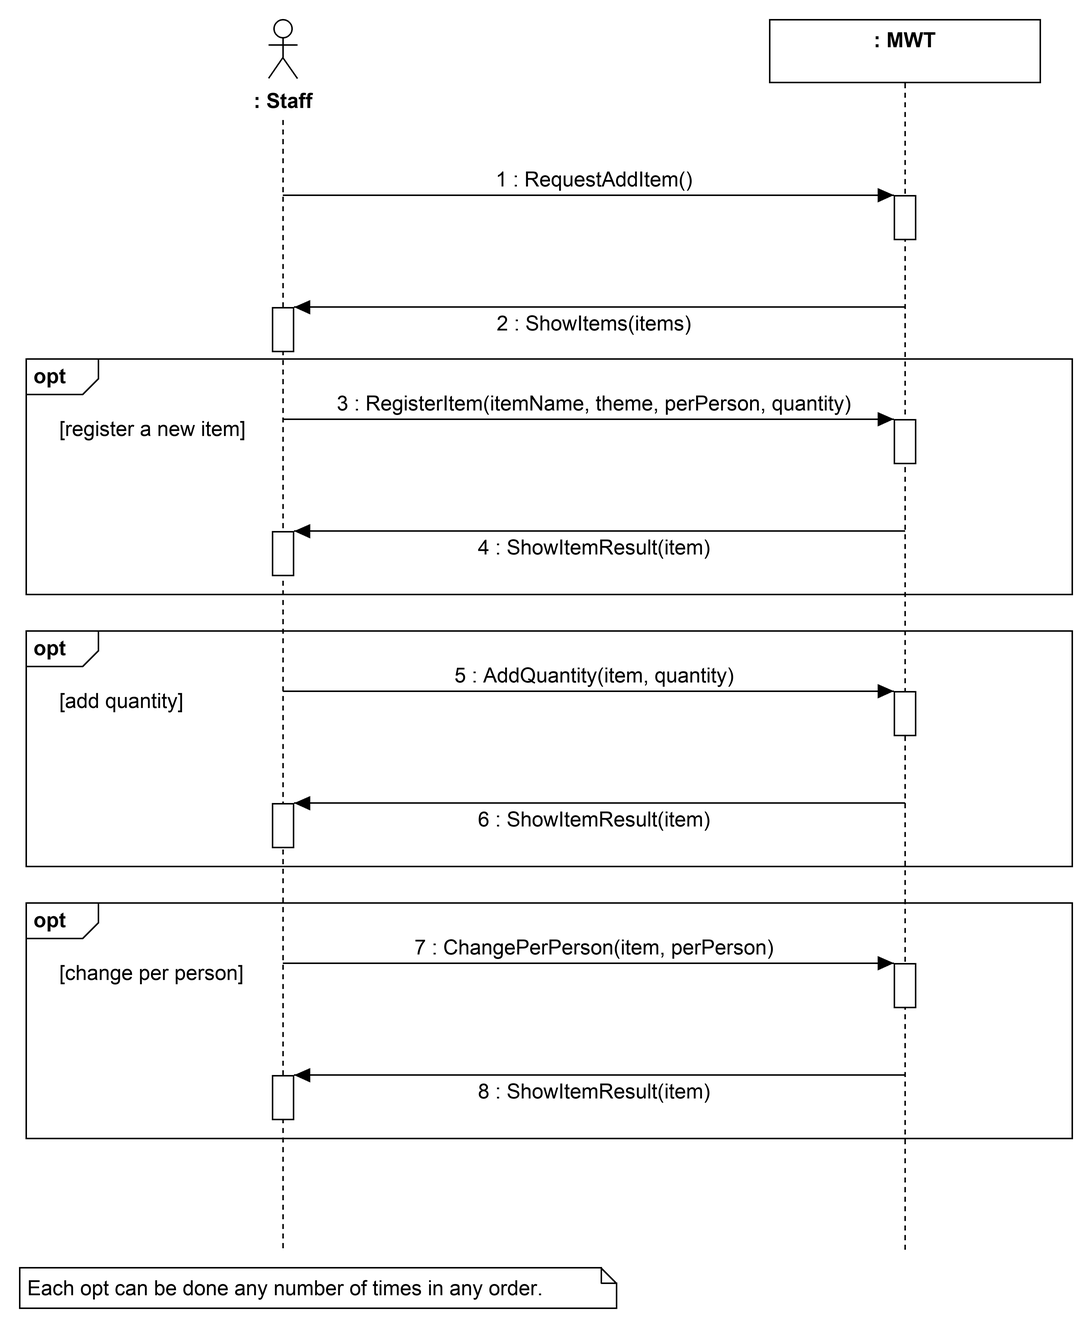 : Staff
: MWT
1 : RequestAddItem()
2 : ShowItems(items)
opt
3 : RegisterItem(itemName, theme, perPerson, quantity)
[register a new item]
4 : ShowItemResult(item)
opt
5 : AddQuantity(item, quantity)
[add quantity]
6 : ShowItemResult(item)
opt
7 : ChangePerPerson(item, perPerson)
[change per person]
8 : ShowItemResult(item)
Each opt can be done any number of times in any order.